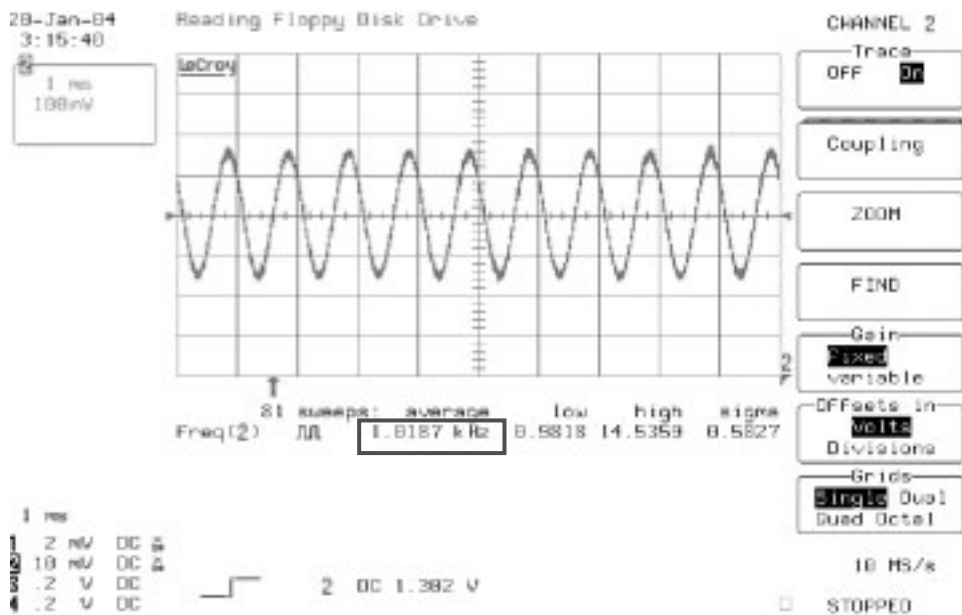 28-Jan-04
3:15:40
Reading Floppy Disk Drive
CHANNEL 2
2
1 ms
100mV
LeCroy
Trace
OFF On
Coupling
ZOOM
FIND
Gain
Fixed
variable
Offsets in
Volts
Divisions
Grids
Single Dual
Quad Octal
81 sweeps: average low high sigma
Freq(2) 1.0187 kHz 0.9818 14.5359 0.5827
1 ms
1 2 mV DC
2 10 mV DC
3 .2 V DC
4 .2 V DC
2 DC 1.382 V
10 MS/s
STOPPED